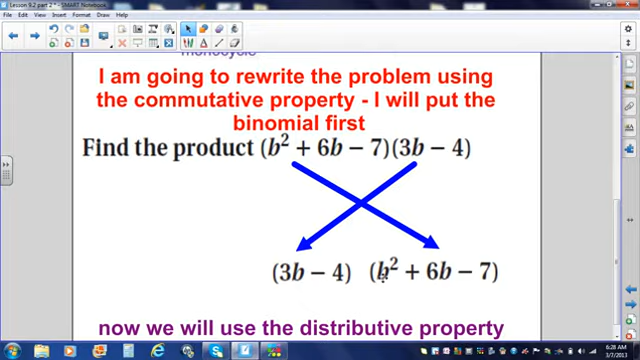 Lesson 9.2 part 2 * - SMART Notebook
File Edit View Insert Format Draw Help
I am going to rewrite the problem using
the commutative property - I will put the
binomial first
Find the product (b² + 6b − 7)(3b − 4)
(3b − 4) (b² + 6b − 7)
now we will use the distributive property
6:28 AM
3/7/2013